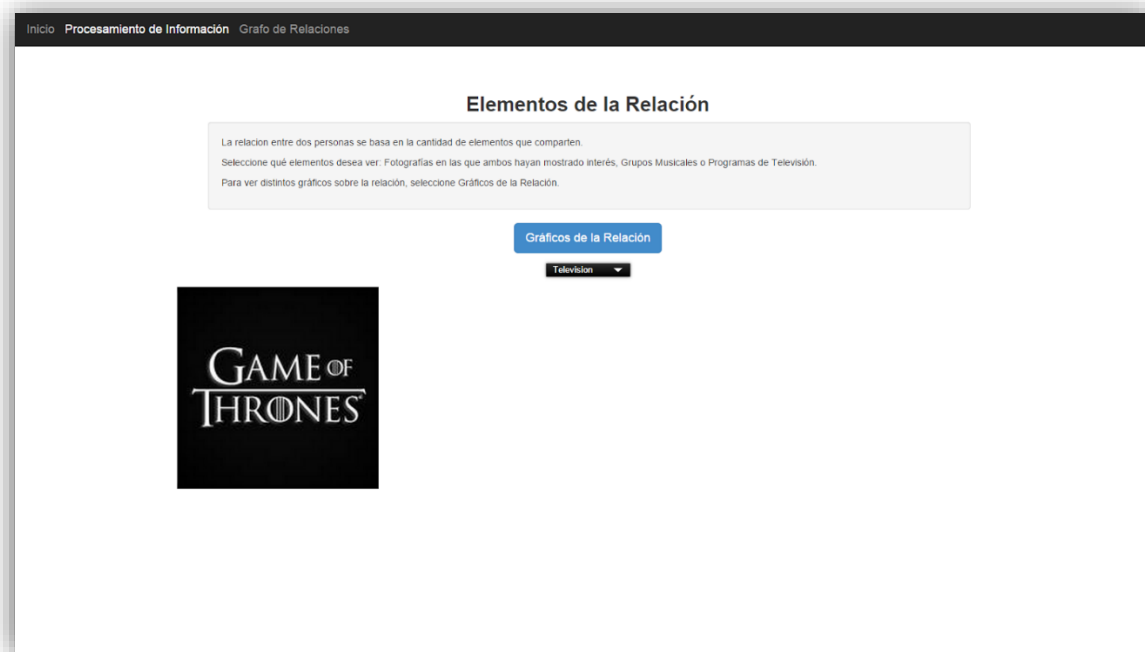 Inicio Procesamiento de Información Grafo de Relaciones
Elementos de la Relación
La relacion entre dos personas se basa en la cantidad de elementos que comparten.
Seleccione qué elementos desea ver: Fotografías en las que ambos hayan mostrado interés, Grupos Musicales o Programas de Televisión.
Para ver distintos gráficos sobre la relación, seleccione Gráficos de la Relación.
Gráficos de la Relación
Television
GAME OF
THRONES